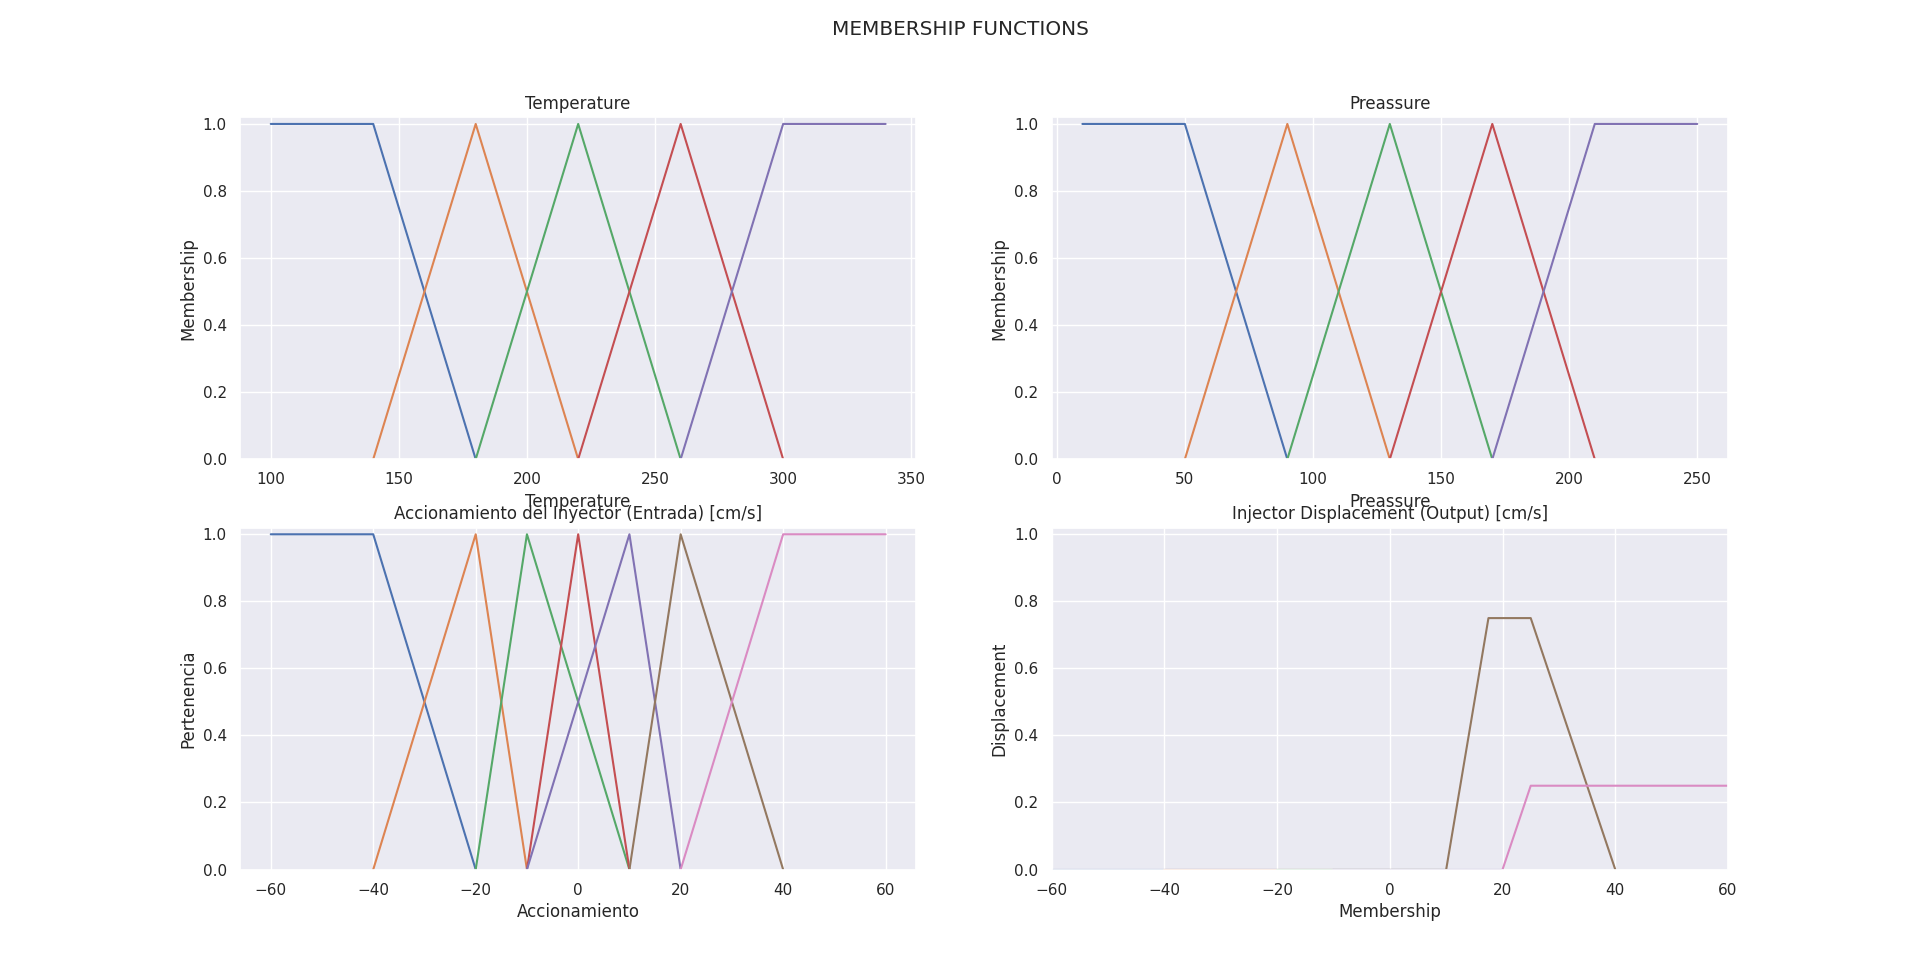 MEMBERSHIP FUNCTIONS
Temperature
Membership
1.0
0.8
0.6
0.4
0.2
0.0
100 150 200 250 300 350
Temperature
Preassure
Membership
1.0
0.8
0.6
0.4
0.2
0.0
0 50 100 150 200 250
Preassure
Accionamiento del Inyector (Entrada) [cm/s]
Pertenencia
1.0
0.8
0.6
0.4
0.2
0.0
−60 −40 −20 0 20 40 60
Accionamiento
Injector Displacement (Output) [cm/s]
Displacement
1.0
0.8
0.6
0.4
0.2
0.0
−60 −40 −20 0 20 40 60
Membership